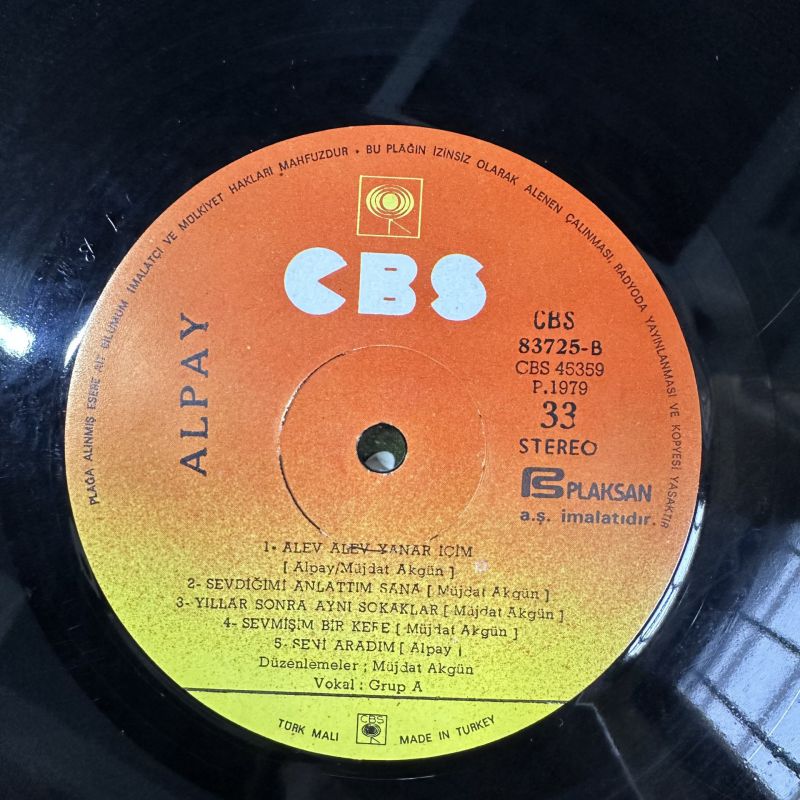 PLAĞA ALINMIŞ ESERE AİT BİLUMUM İMALATÇI VE MÜLKİYET HAKLARI MAHFUZDUR • BU PLAĞIN İZİNSİZ OLARAK ALENEN ÇALINMASI, RADYODA YAYINLANMASI VE KOPYESİ YASAKTIR
CBS
ALPAY
CBS
83725-B
CBS 45359
P.1979
33
STEREO
PLAKSAN
a.ş. imalatıdır.
1- ALEV ALEV YANAR İÇİM
[ Alpay/Müjdat Akgün ]
2- SEVDİĞİMİ ANLATTIM SANA [ Müjdat Akgün ]
3- YILLAR SONRA AYNI SOKAKLAR [ Müjdat Akgün ]
4- SEVMİŞİM BİR KERE [ Müjdat Akgün ]
5- SENİ ARADIM [ Alpay ]
Düzenlemeler ; Müjdat Akgün
Vokal : Grup A
TÜRK MALI CBS MADE IN TURKEY